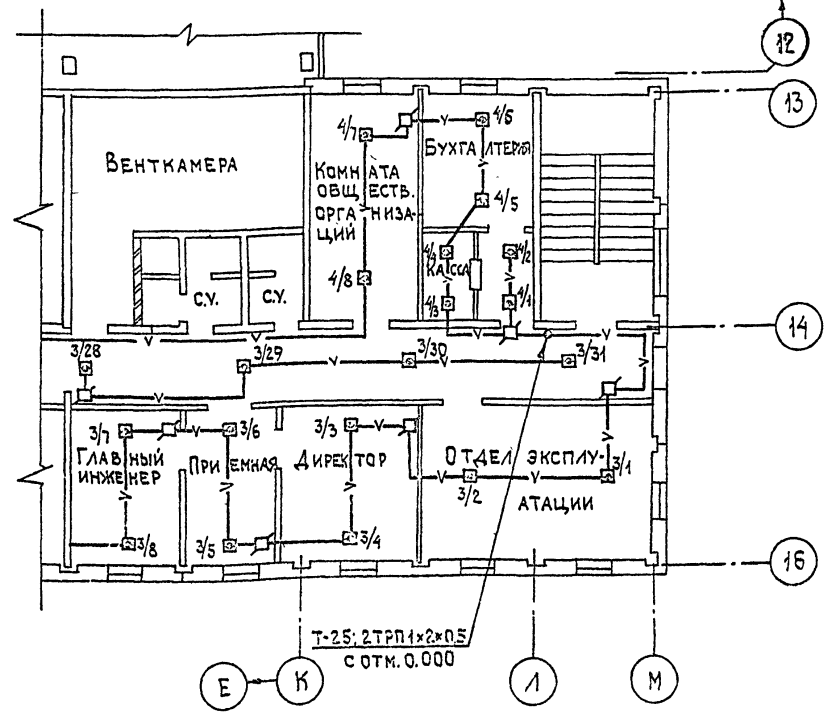 12
13
4/7
4/6
Венткамера
Бухгалтерия
Комната
обществ.
организа-
ций
4/5
4/4
4/2
Касса
4/8
4/3
4/1
С.У.
С.У.
14
3/28
3/29
3/30
3/31
3/7
3/6
3/3
Главный
инженер
Приемная
Директор
Отдел эксплу-
атации
3/1
3/2
3/8
3/5
3/4
16
Т-25; 2ТРП1×2×0,5
С ОТМ. 0.000
Е
К
Л
М